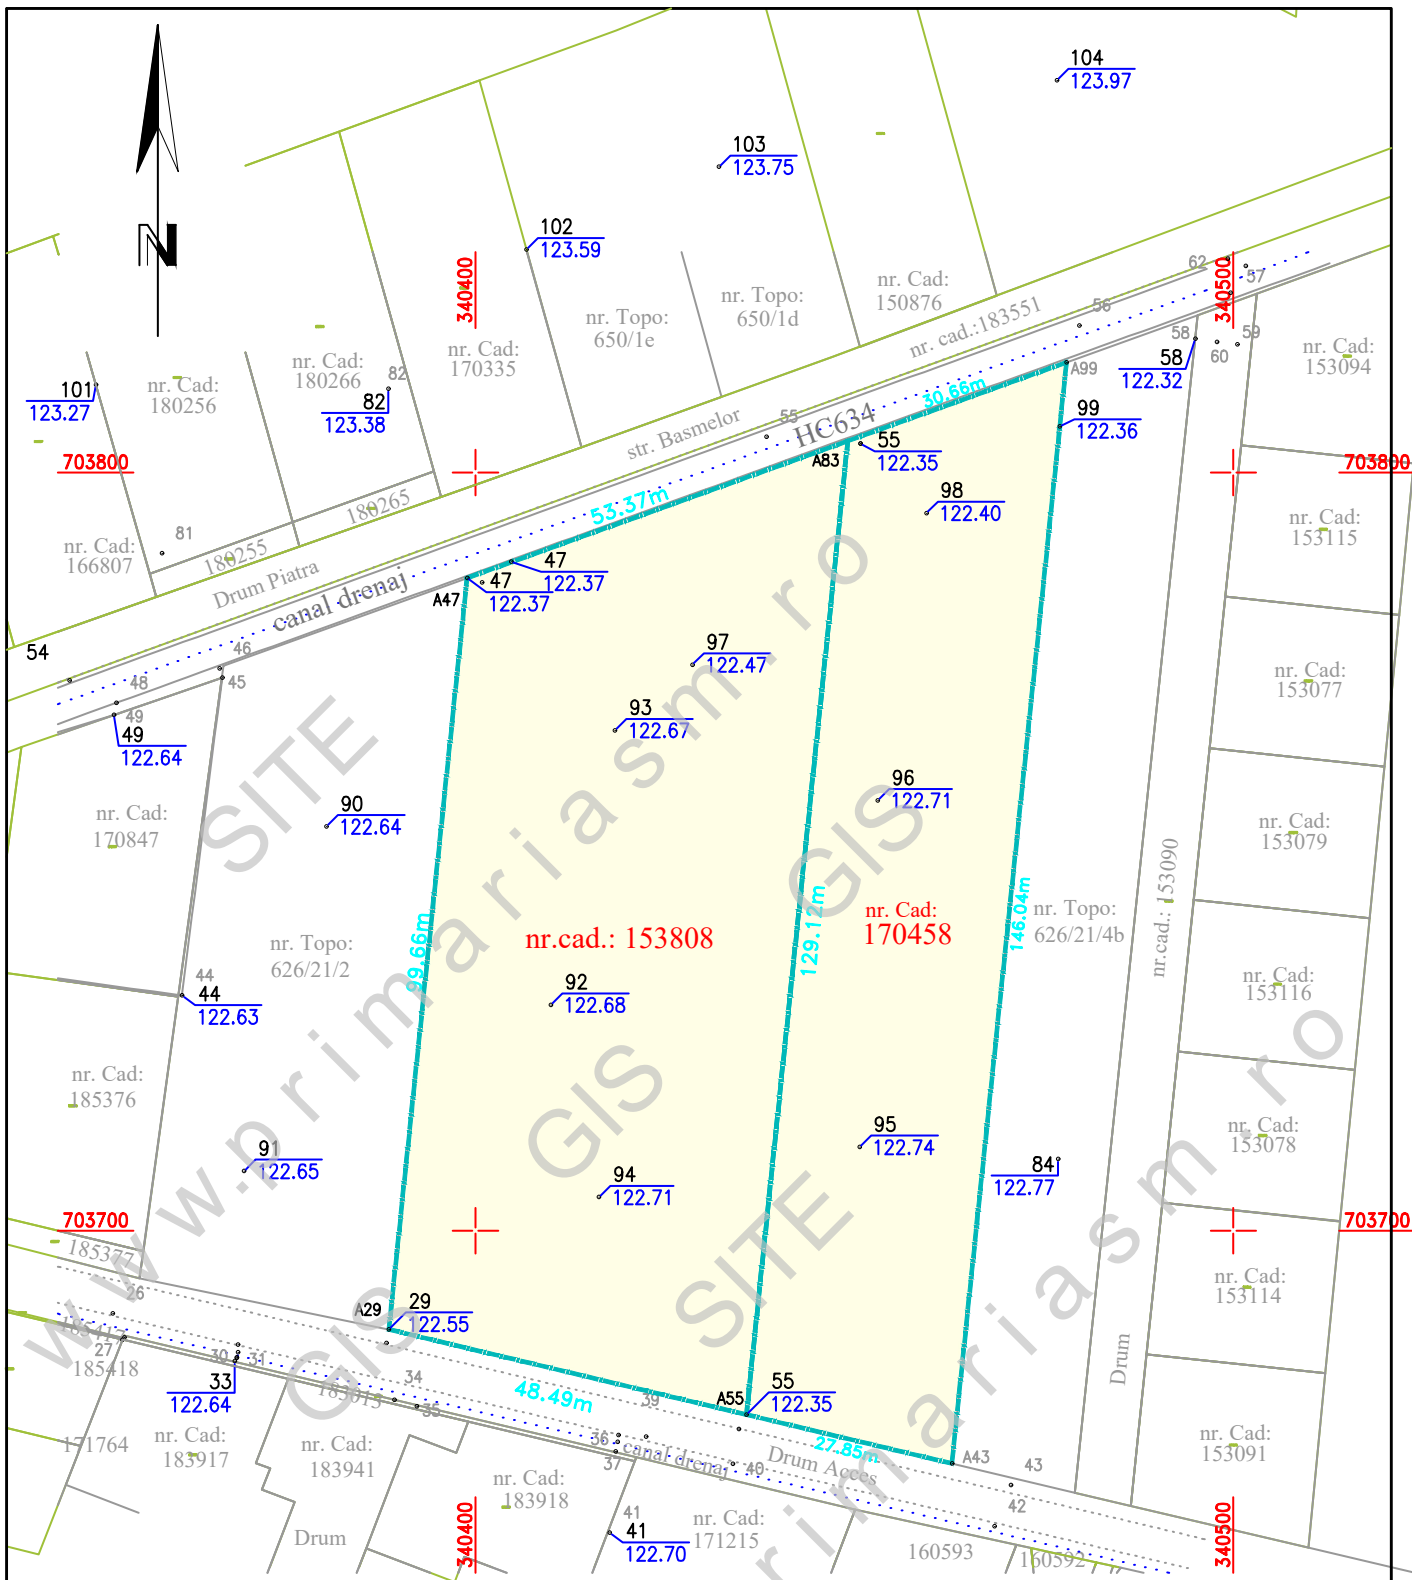 104
123.97
103
123.75
102
123.59
N
340400
340500
nr. Topo:
650/1e
nr. Topo:
650/1d
nr. Cad:
150876
nr. cad.:183551
62
57
56
58
59
60
58
122.32
nr. Cad:
153094
101
123.27
nr. Cad:
180256
nr. Cad:
180266
82
82
123.38
nr. Cad:
170335
str. Basmelor
55
HC634
30.66m
A99
99
122.36
A83
55
122.35
703800
703800
98
122.40
53.37m
180265
180255
81
nr. Cad:
166807
Drum Piatra
canal drenaj
47
122.37
47
122.37
A47
nr. Cad:
153115
54
46
45
48
49
49
122.64
97
122.47
93
122.67
96
122.71
90
122.64
nr. Cad:
170847
nr. Cad:
153077
nr. Cad:
153079
nr.cad.: 153090
99.66m
129.12m
146.04m
nr.cad.: 153808
nr. Cad:
170458
nr. Topo:
626/21/4b
nr. Topo:
626/21/2
44
44
122.63
92
122.68
nr. Cad:
153116
nr. Cad:
185376
nr. Cad:
153078
91
122.65
94
122.71
95
122.74
84
122.77
703700
703700
185377
nr. Cad:
153114
26
A29
29
122.55
185417
27
185418
30
31
33
122.64
34
183013
35
48.49m
39
A55
55
122.35
Drum
171764
nr. Cad:
183917
nr. Cad:
183941
36
37
canal drenaj
40
27.85m
Drum Acces
A43
43
42
nr. Cad:
153091
nr. Cad:
183918
41
41
122.70
nr. Cad:
171215
Drum
160593
160592
340400
340500
SITE
GIS
www.primariasm.ro
GIS
SITE
GIS
primariasm.ro